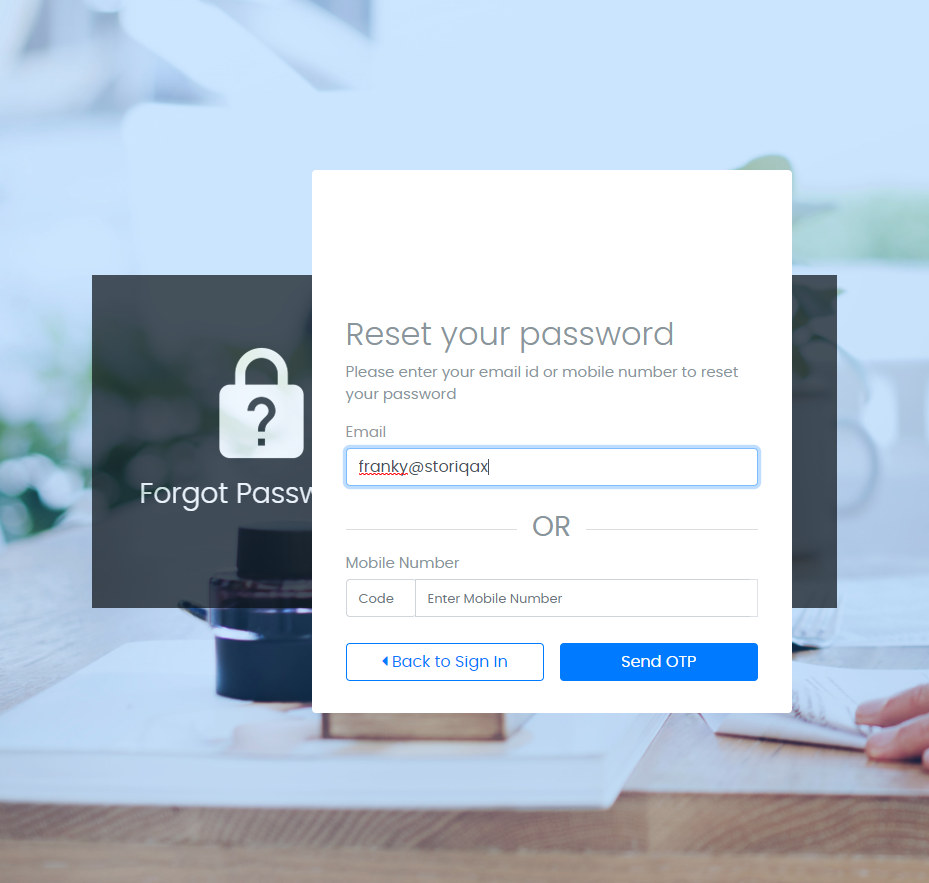 Reset your password
Please enter your email id or mobile number to reset
your password
Email
franky@storiqax
Forgot
OR
Mobile Number
Code
Enter Mobile Number
Back to Sign In
Send OTP